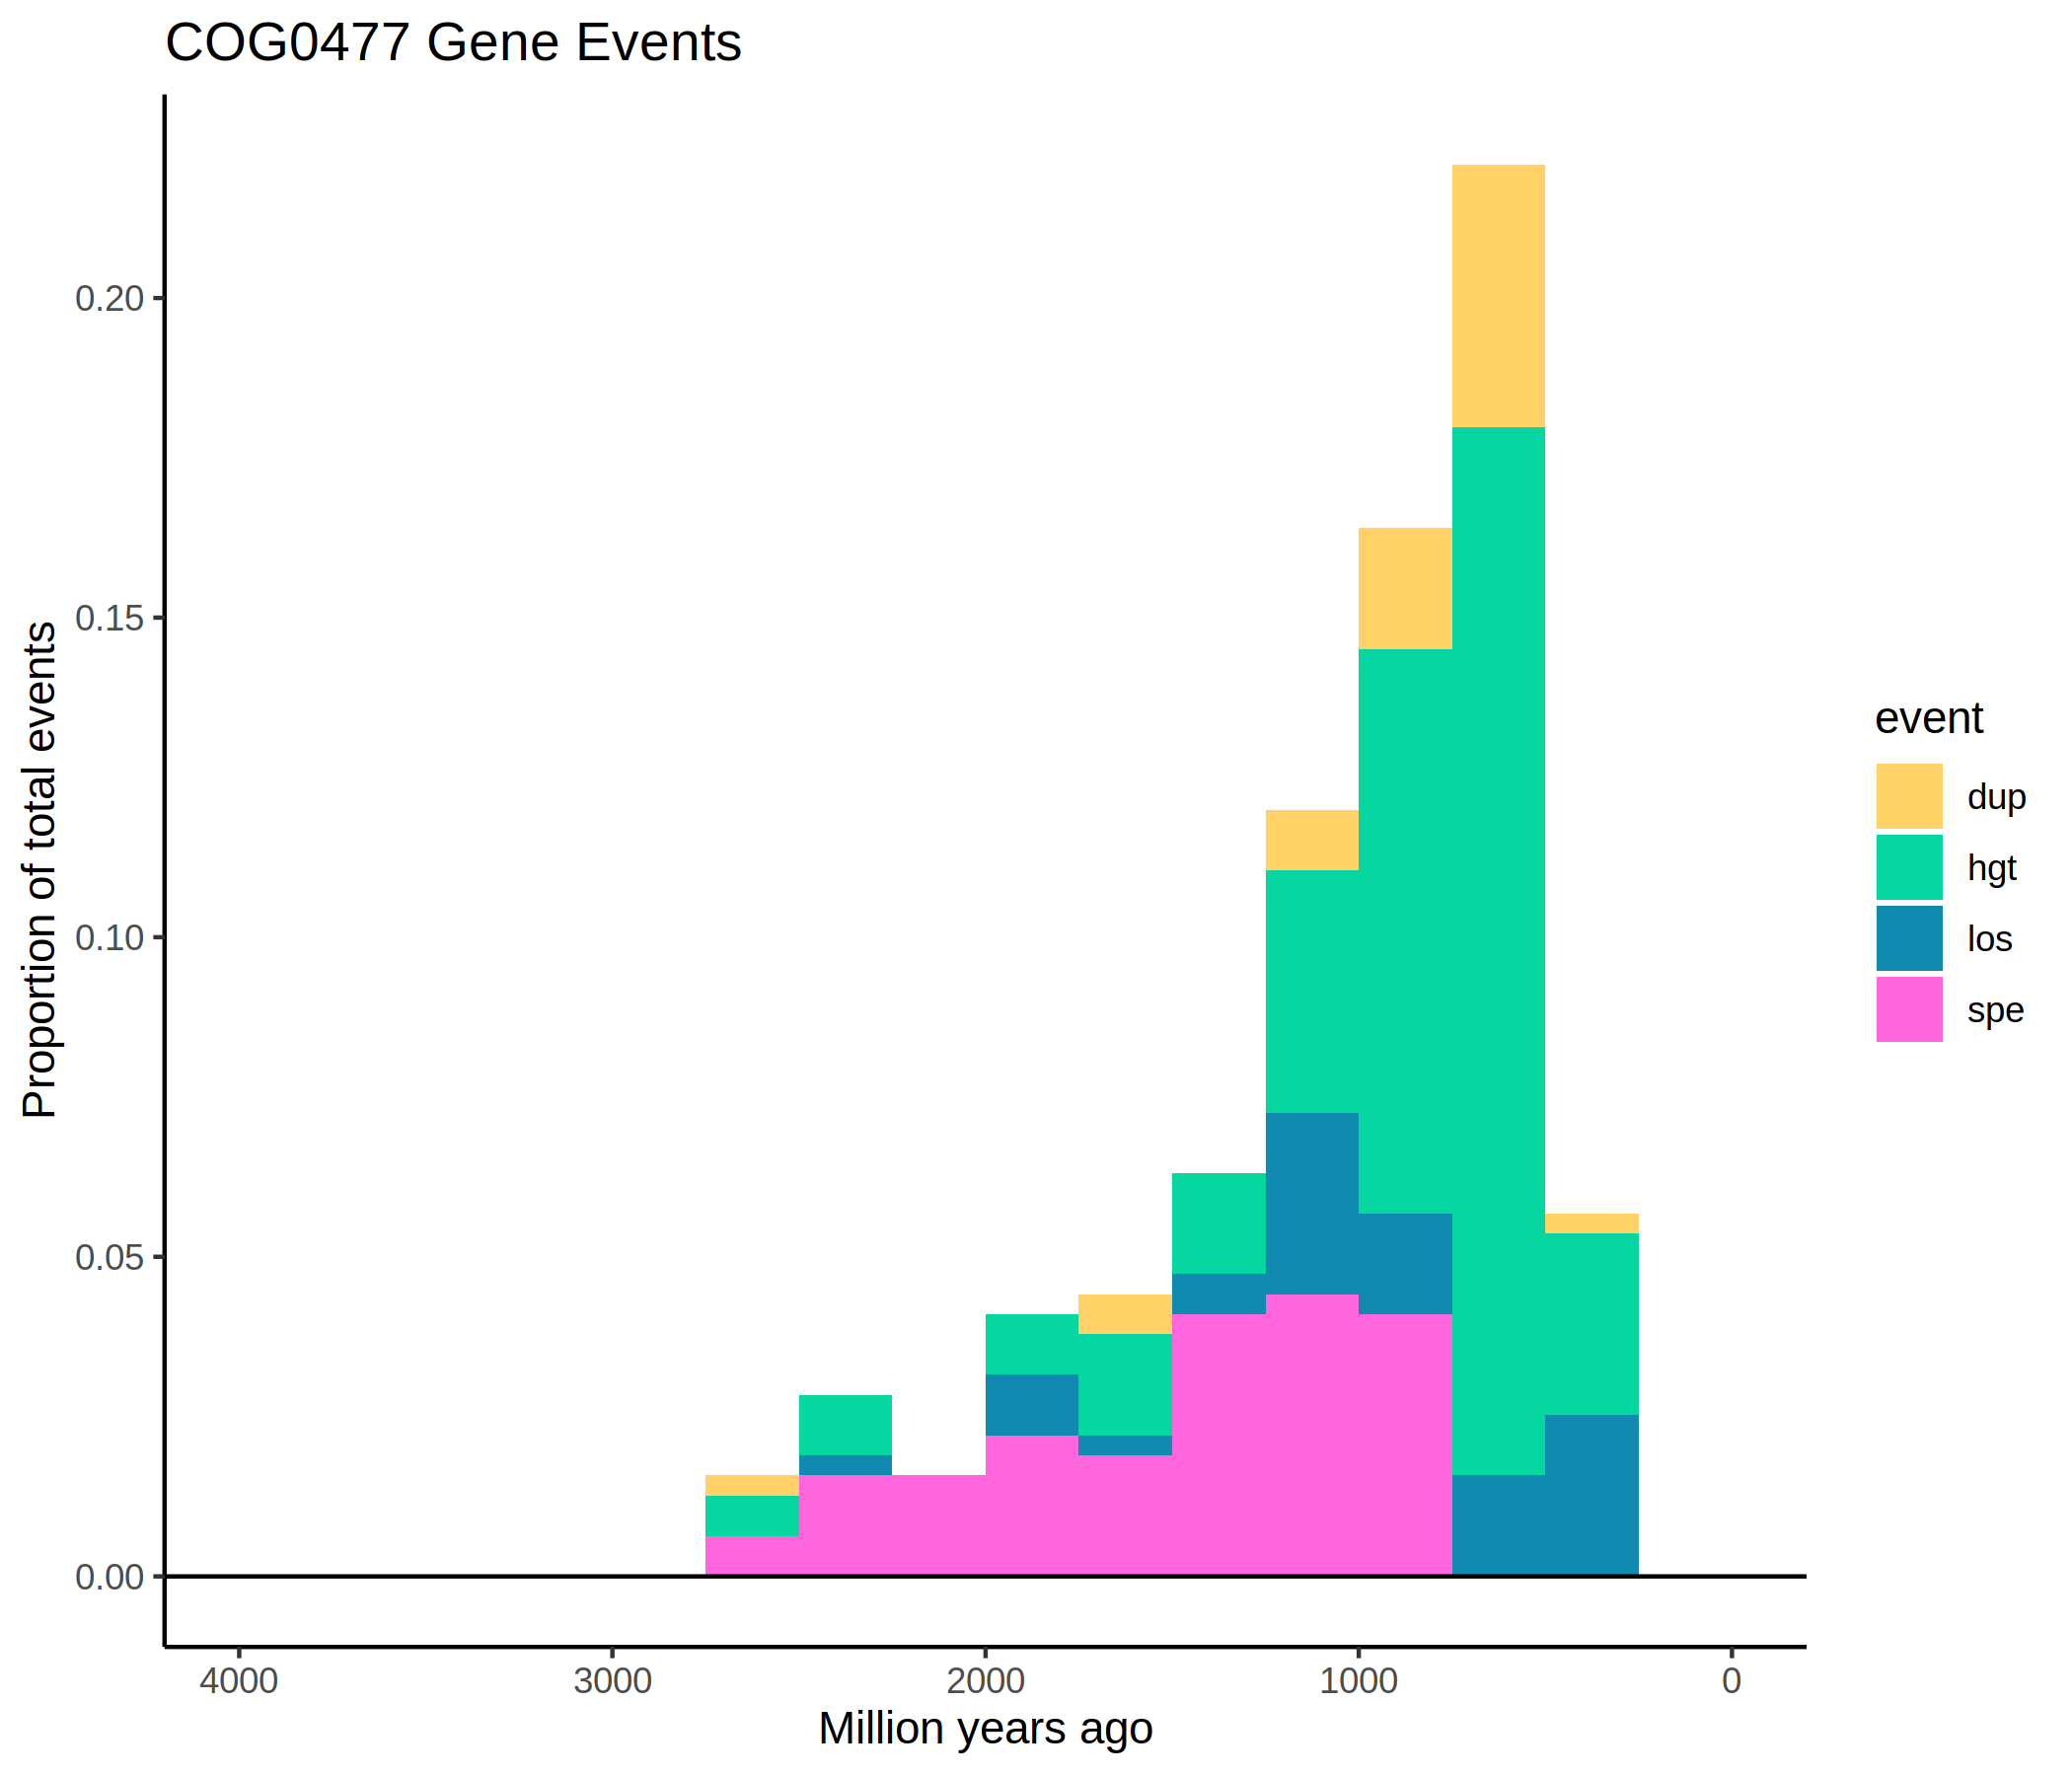 COG0477 Gene Events
Proportion of total events
0.20
0.15
0.10
0.05
0.00
4000 3000 2000 1000 0
Million years ago
event
dup
hgt
los
spe